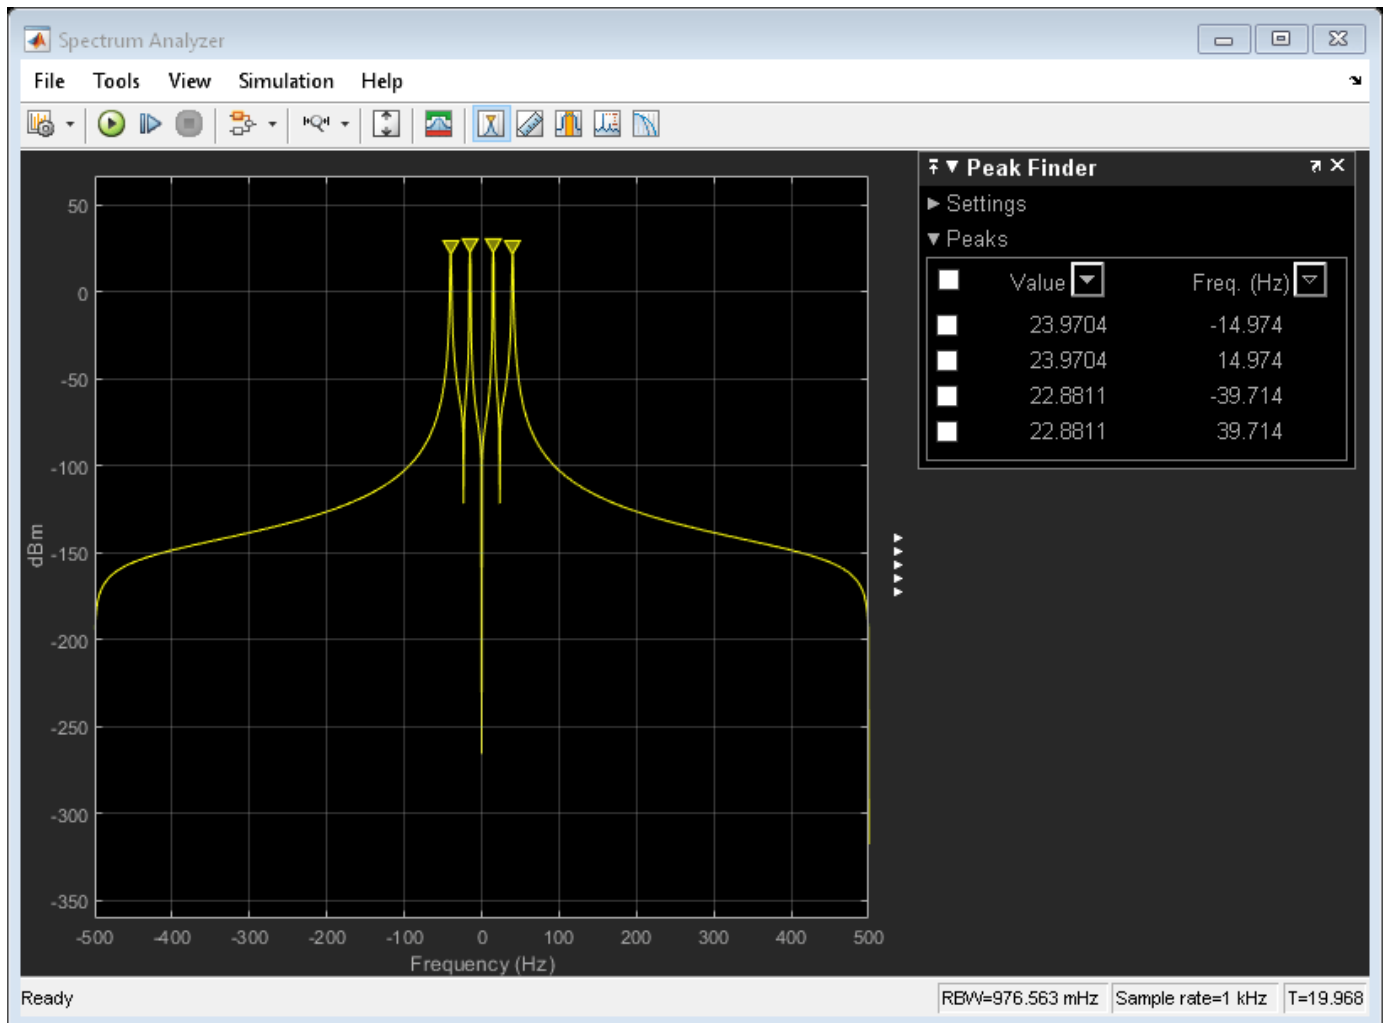 Spectrum Analyzer
File Tools View Simulation Help
Peak Finder
Settings
Peaks
Value Freq. (Hz)
23.9704 -14.974
23.9704 14.974
22.8811 -39.714
22.8811 39.714
50
0
-50
-100
-150
-200
-250
-300
-350
dBm
-500 -400 -300 -200 -100 0 100 200 300 400 500
Frequency (Hz)
Ready RBW=976.563 mHz Sample rate=1 kHz T=19.968